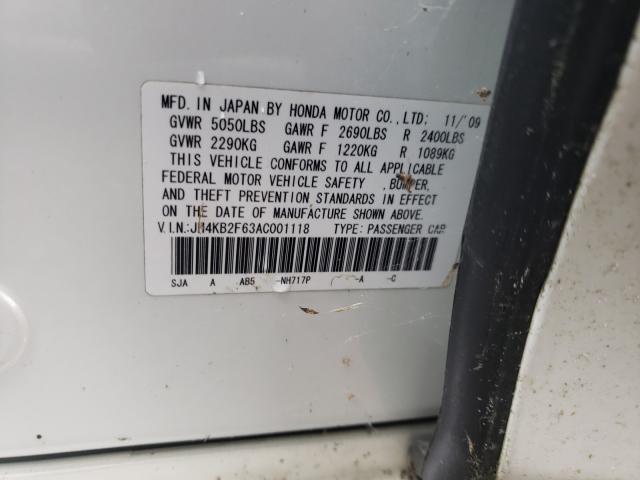 MFD. IN JAPAN BY HONDA MOTOR CO., LTD; 11/'09
GVWR 5050LBS GAWR F 2690LBS R 2400LBS
GVWR 2290KG GAWR F 1220KG R 1089KG
THIS VEHICLE CONFORMS TO ALL APPLICABLE
FEDERAL MOTOR VEHICLE SAFETY , BUMPER,
AND THEFT PREVENTION STANDARDS IN EFFECT
ON THE DATE OF MANUFACTURE SHOWN ABOVE.
V.I.N.:JH4KB2F63AC001118 TYPE: PASSENGER CAR
SJA A AB5 -NH717P -A -C